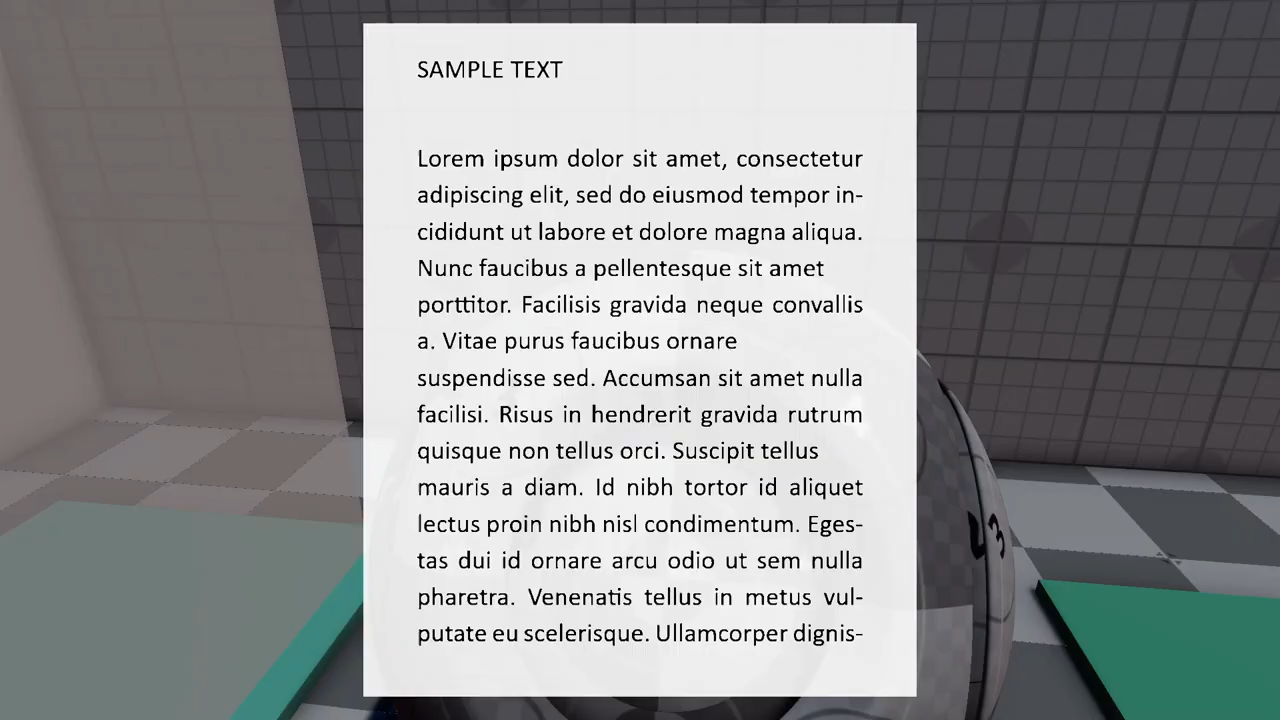 SAMPLE TEXT
Lorem ipsum dolor sit amet, consectetur
adipiscing elit, sed do eiusmod tempor in-
cididunt ut labore et dolore magna aliqua.
Nunc faucibus a pellentesque sit amet
porttitor. Facilisis gravida neque convallis
a. Vitae purus faucibus ornare
suspendisse sed. Accumsan sit amet nulla
facilisi. Risus in hendrerit gravida rutrum
quisque non tellus orci. Suscipit tellus
mauris a diam. Id nibh tortor id aliquet
lectus proin nibh nisl condimentum. Eges-
tas dui id ornare arcu odio ut sem nulla
pharetra. Venenatis tellus in metus vul-
putate eu scelerisque. Ullamcorper dignis-